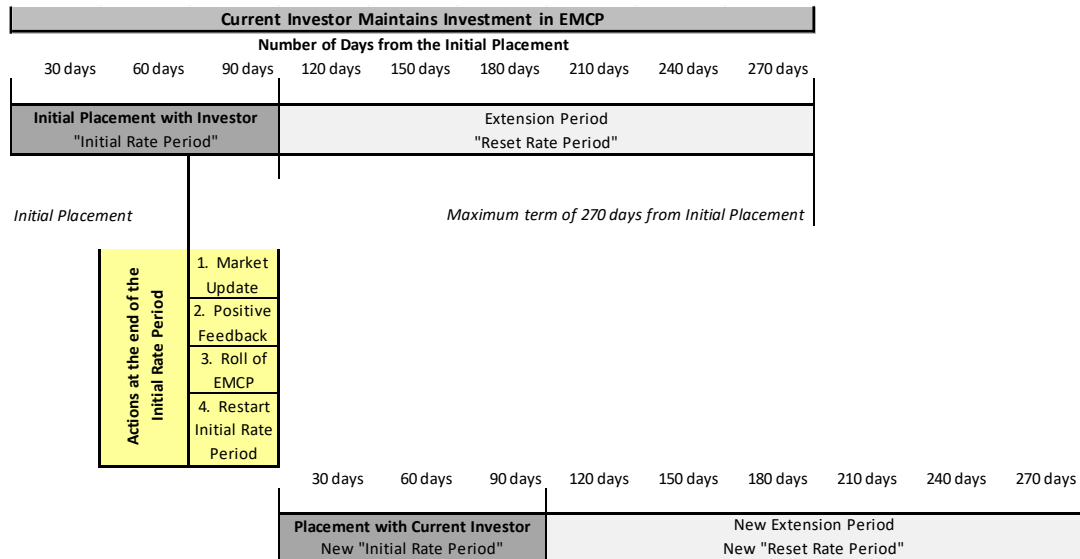 Current Investor Maintains Investment in EMCP
Number of Days from the Initial Placement
30 days 60 days 90 days 120 days 150 days 180 days 210 days 240 days 270 days
Initial Placement with Investor
"Initial Rate Period"
Extension Period
"Reset Rate Period"
Initial Placement
Maximum term of 270 days from Initial Placement
Actions at the end of the
Initial Rate Period
1. Market
Update
2. Positive
Feedback
3. Roll of
EMCP
4. Restart
Initial Rate
Period
30 days 60 days 90 days 120 days 150 days 180 days 210 days 240 days 270 days
Placement with Current Investor
New "Initial Rate Period"
New Extension Period
New "Reset Rate Period"